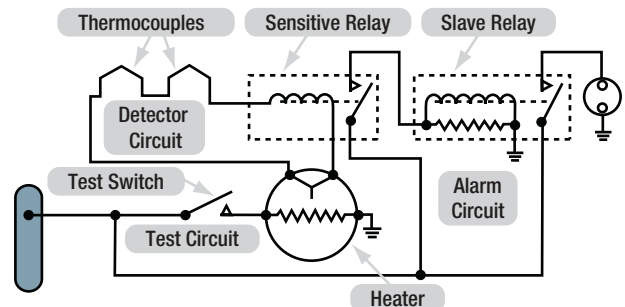 Thermocouples
Sensitive Relay
Slave Relay
Detector
Circuit
Test Switch
Alarm
Circuit
Test Circuit
Heater